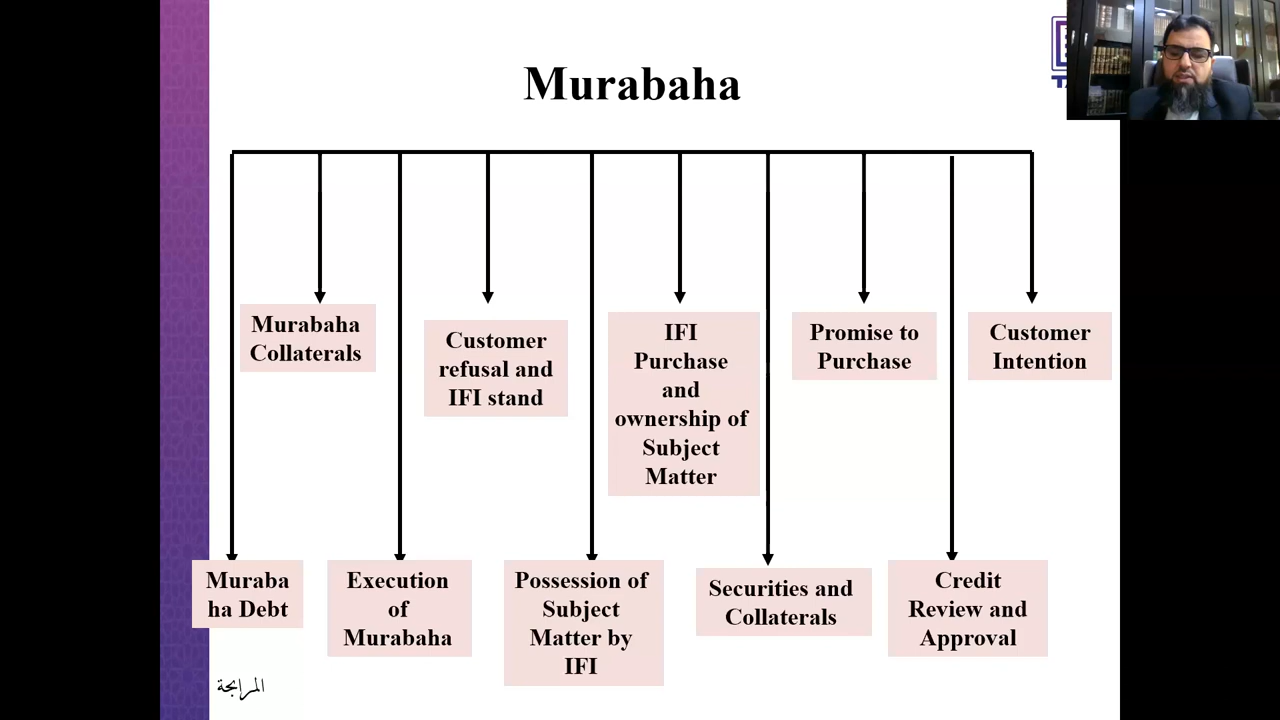 Murabaha
Murabaha
Collaterals
Customer
refusal and
IFI stand
IFI
Purchase
and
ownership of
Subject
Matter
Promise to
Purchase
Customer
Intention
Muraba
ha Debt
Execution
of
Murabaha
Possession of
Subject
Matter by
IFI
Securities and
Collaterals
Credit
Review and
Approval
المرابحة